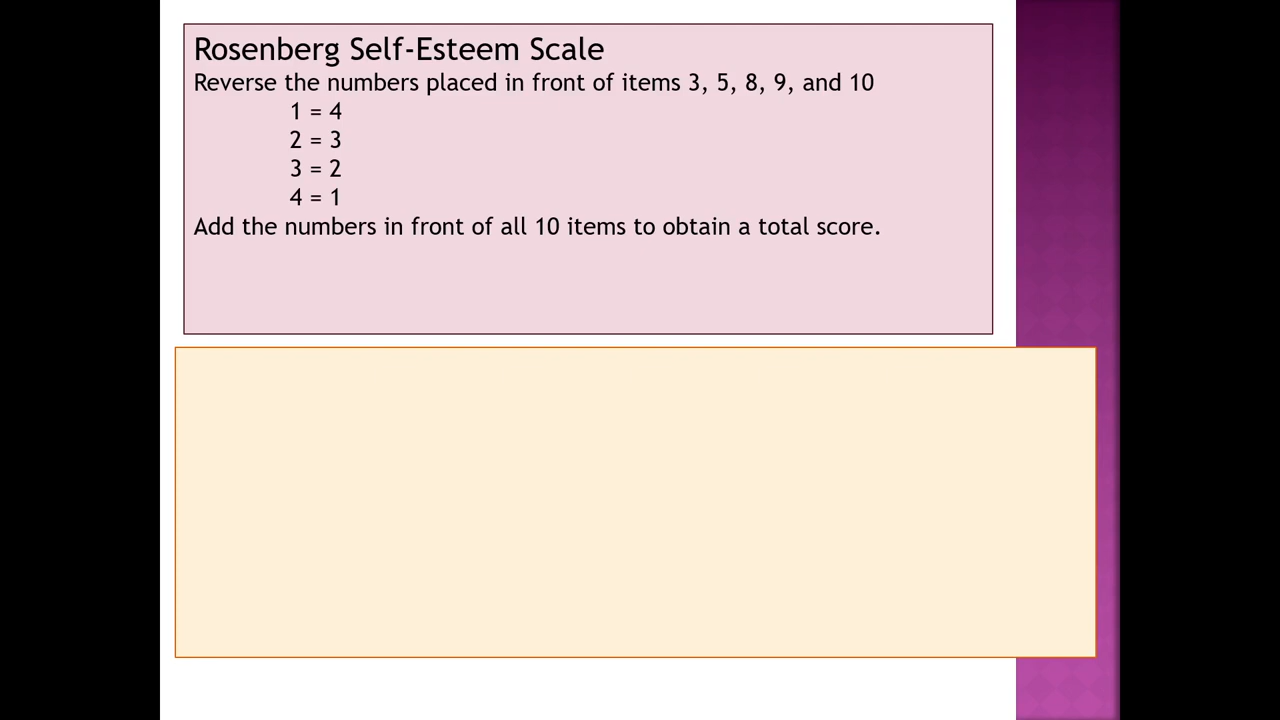 Rosenberg Self-Esteem Scale
Reverse the numbers placed in front of items 3, 5, 8, 9, and 10
1 = 4
2 = 3
3 = 2
4 = 1
Add the numbers in front of all 10 items to obtain a total score.